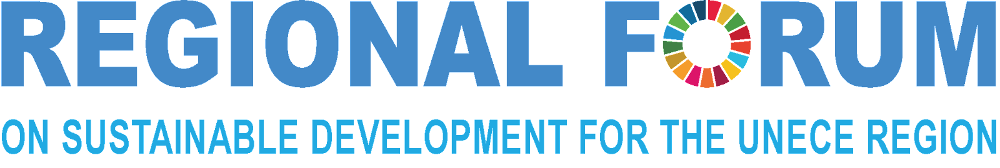 REGIONAL FORUM
ON SUSTAINABLE DEVELOPMENT FOR THE UNECE REGION